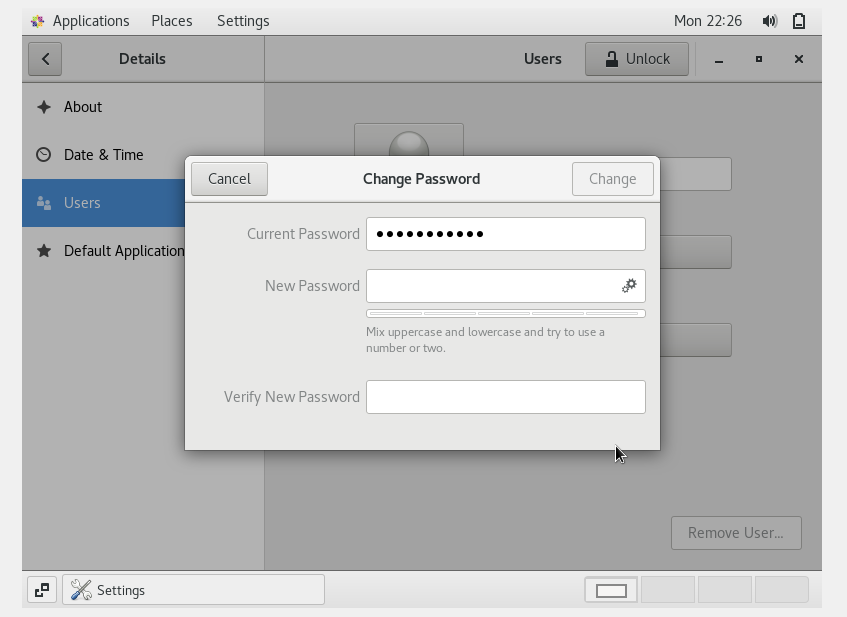 Applications Places Settings Mon 22:26
Details Users Unlock
About
Date & Time
Users
Default Application
Cancel Change Password Change
Current Password ●●●●●●●●●●●
New Password
Mix uppercase and lowercase and try to use a
number or two.
Verify New Password
Remove User...
Settings